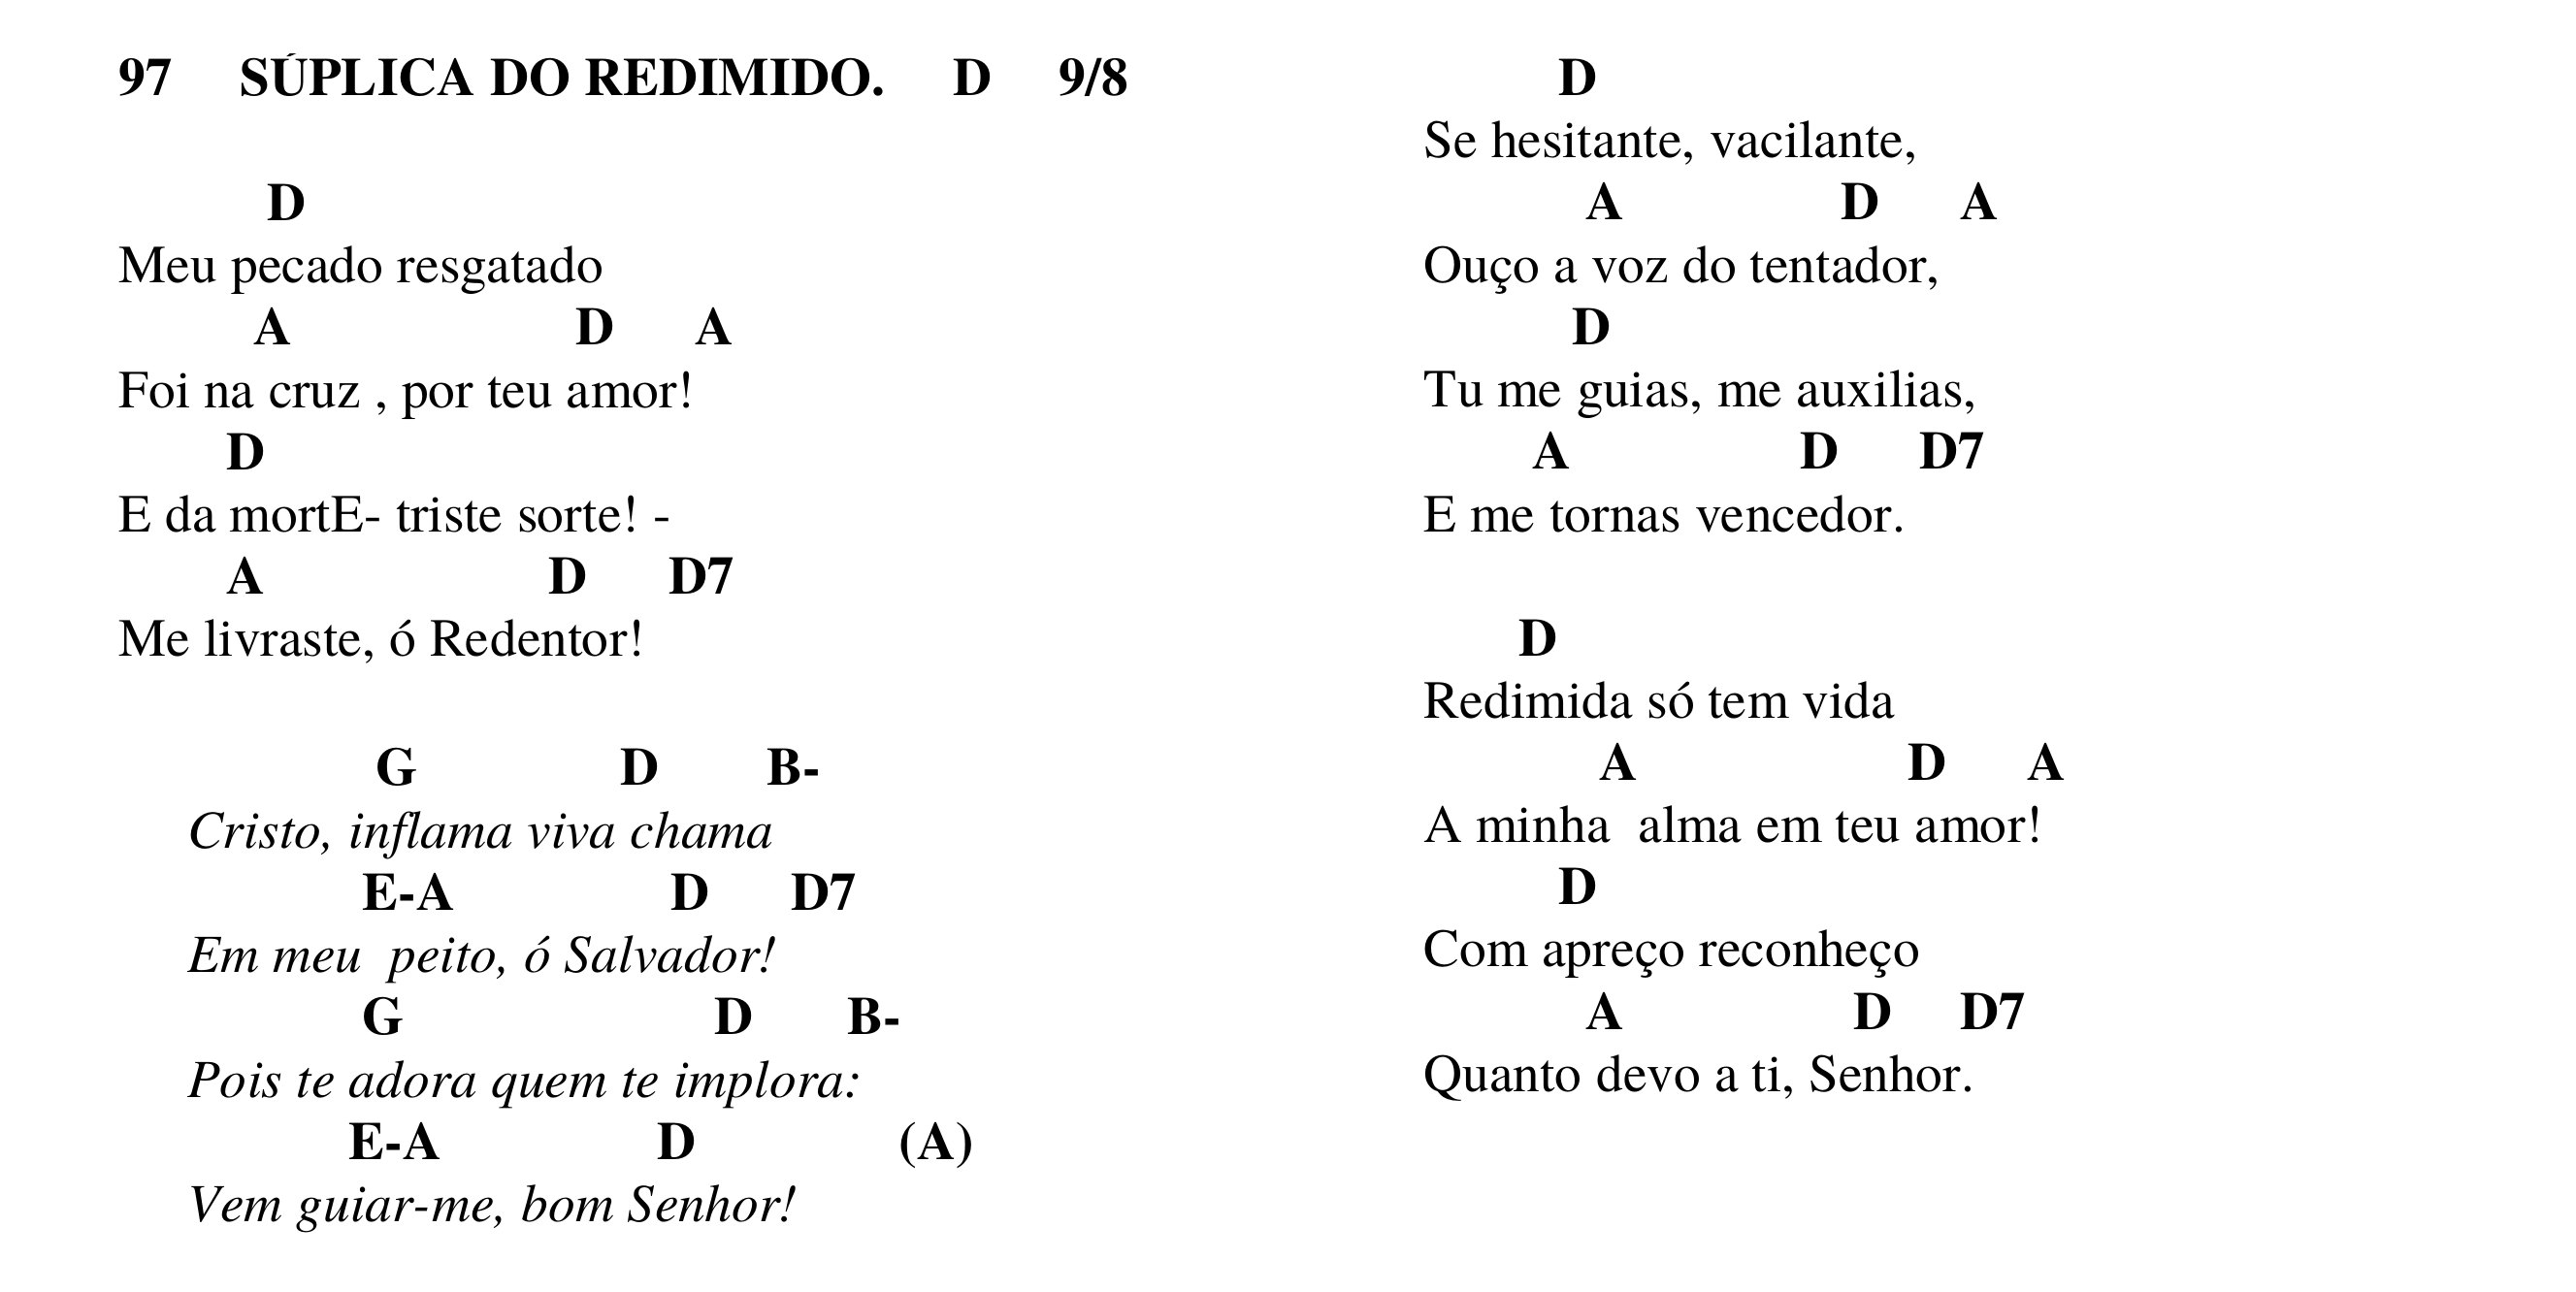 97 SÚPLICA DO REDIMIDO. D 9/8
D
Meu pecado resgatado
A D A
Foi na cruz , por teu amor!
D
E da mortE- triste sorte! -
A D D7
Me livraste, ó Redentor!
G D B-
Cristo, inflama viva chama
E-A D D7
Em meu peito, ó Salvador!
G D B-
Pois te adora quem te implora:
E-A D (A)
Vem guiar-me, bom Senhor!
D
Se hesitante, vacilante,
A D A
Ouço a voz do tentador,
D
Tu me guias, me auxilias,
A D D7
E me tornas vencedor.
D
Redimida só tem vida
A D A
A minha alma em teu amor!
D
Com apreço reconheço
A D D7
Quanto devo a ti, Senhor.